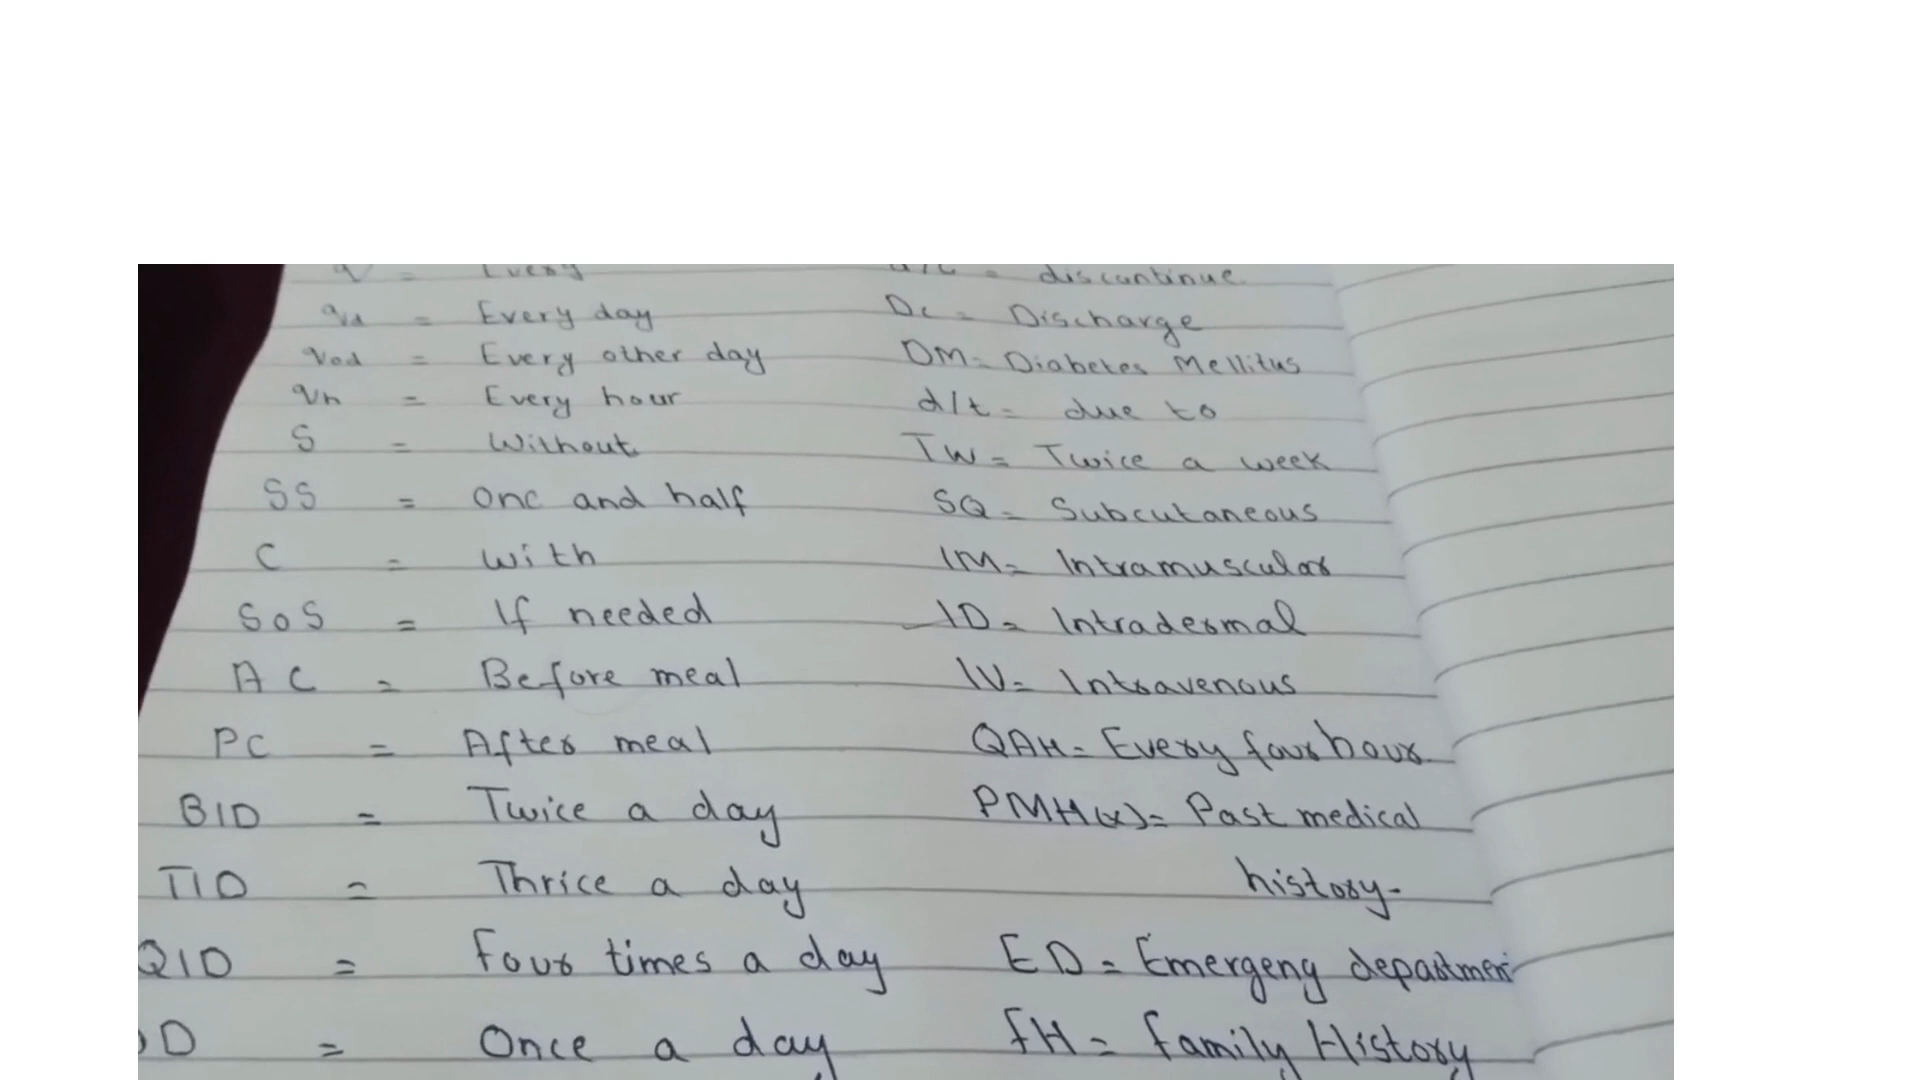 Every
discontinue
qd = Every day
Dc = Discharge
qod = Every other day
DM = Diabetes Mellitus
qh = Every hour
d/t = due to
S = Without
TW = Twice a week
SS = One and half
SQ = Subcutaneous
C = With
IM = Intramuscular
SOS = If needed
ID = Intradermal
AC = Before meal
IV = Intravenous
PC = After meal
Every four hour
BID = Twice a day
PMH(x) = Past medical
TID = Thrice a day
history-
QID = Four times a day
ED = Emergeny department
D = Once a day
FH = Family History